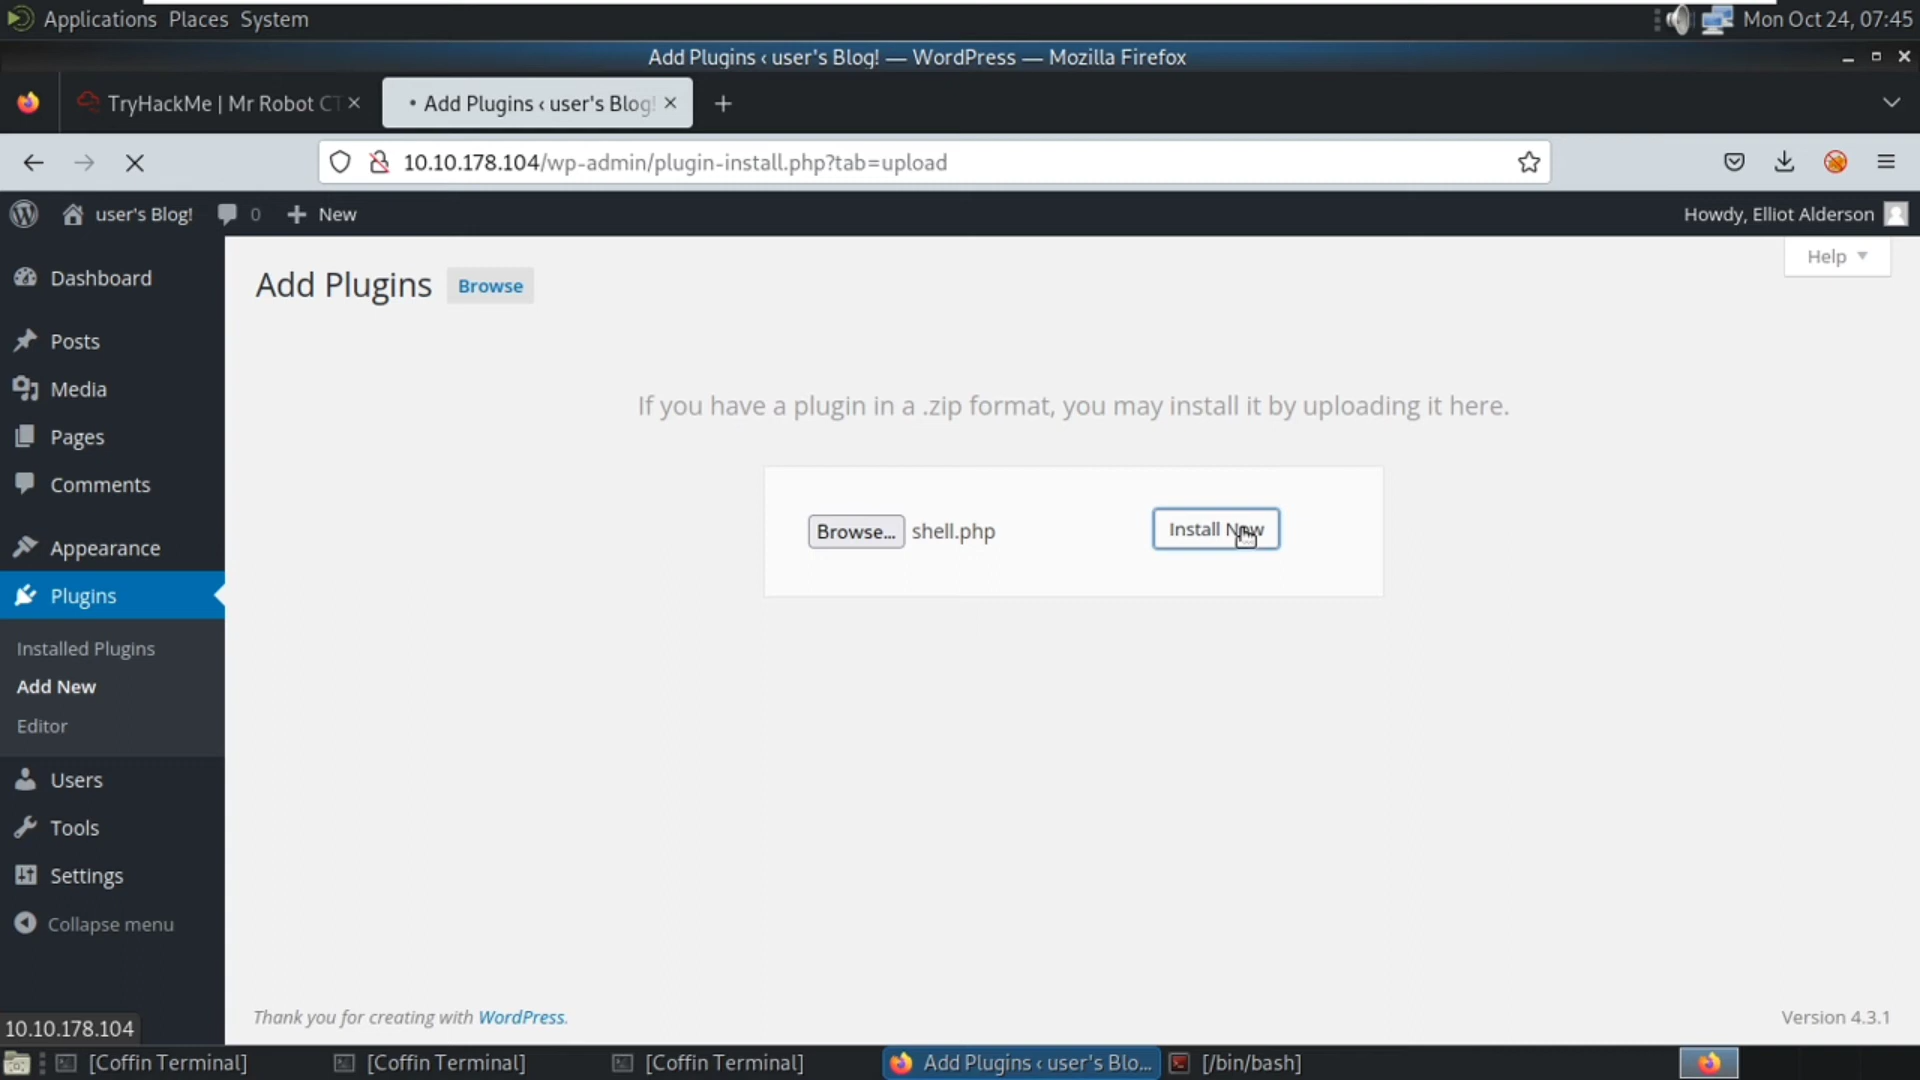 Applications Places System
Mon Oct 24, 07:45
Add Plugins ‹ user's Blog! — WordPress — Mozilla Firefox
TryHackMe | Mr Robot CT
Add Plugins ‹ user's Blog!
10.10.178.104/wp-admin/plugin-install.php?tab=upload
user's Blog! 0 New
Howdy, Elliot Alderson
Help
Add Plugins Browse
Dashboard
Posts
Media
Pages
Comments
Appearance
Plugins
Installed Plugins
Add New
Editor
Users
Tools
Settings
Collapse menu
If you have a plugin in a .zip format, you may install it by uploading it here.
Browse... shell.php
Install Now
Thank you for creating with WordPress.
Version 4.3.1
10.10.178.104
[Coffin Terminal]
[Coffin Terminal]
[Coffin Terminal]
Add Plugins ‹ user's Blo...
[/bin/bash]